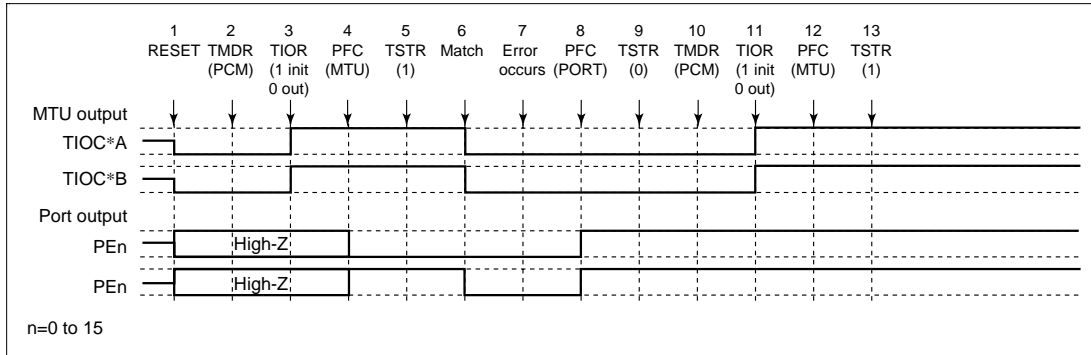 1 2 3 4 5 6 7 8 9 10 11 12 13
RESET TMDR TIOR PFC TSTR Match Error PFC TSTR TMDR TIOR PFC TSTR
(PCM) (1 init (MTU) (1) occurs (PORT) (0) (PCM) (1 init (MTU) (1)
0 out) 0 out)
MTU output
TIOC*A
TIOC*B
Port output
PEn High-Z
PEn High-Z
n=0 to 15